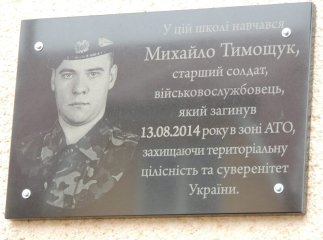 У цій школі навчався
Михайло Тимощук,
старший солдат,
військовослужбовець,
який загинув
13.08.2014 року в зоні АТО,
захищаючи територіальну
цілісність та суверенітет
України.